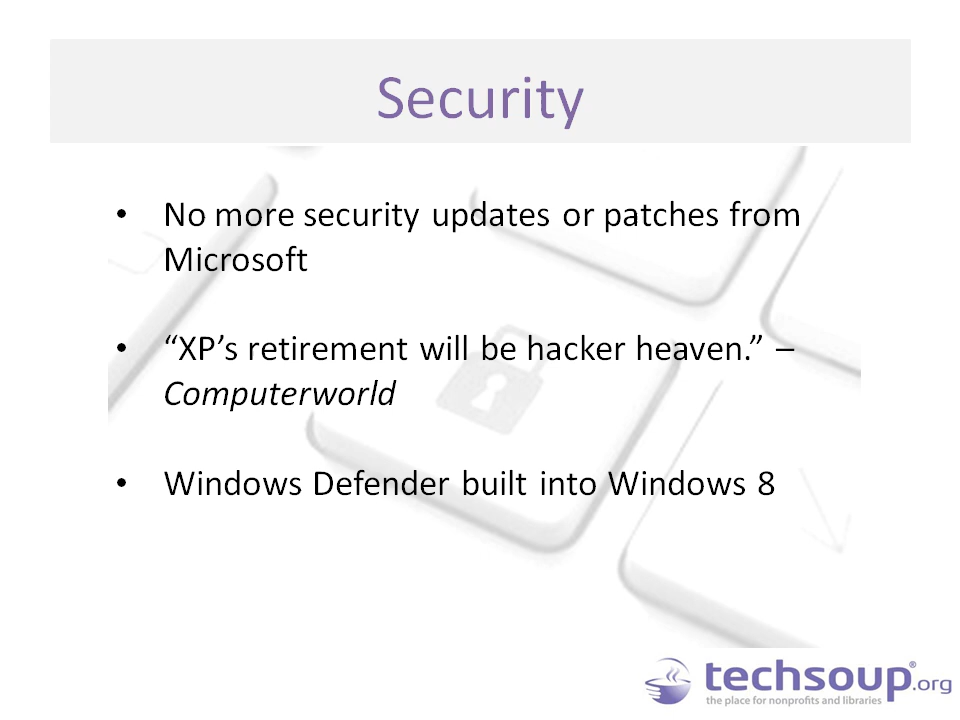 Security
• No more security updates or patches from
Microsoft
• “XP’s retirement will be hacker heaven.” –
Computerworld
• Windows Defender built into Windows 8
techsoup®.org
the place for nonprofits and libraries